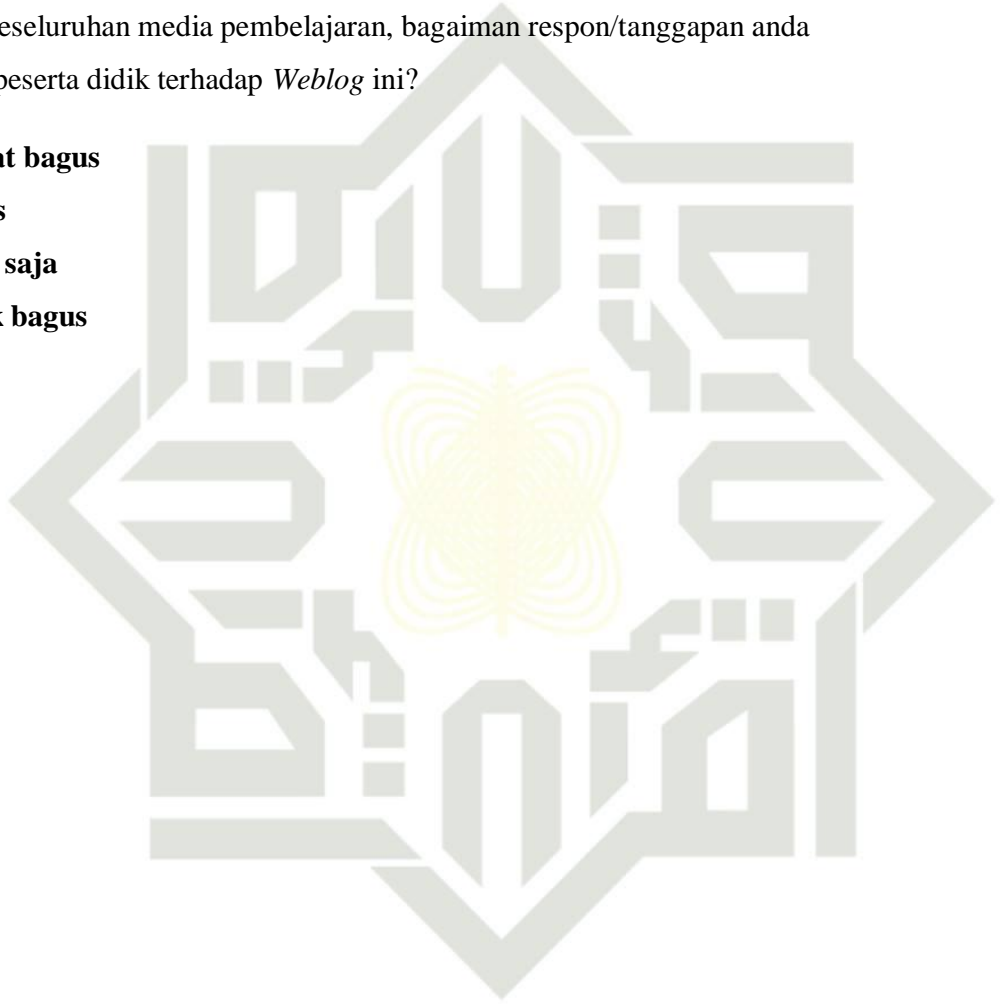 eseluruhan media pembelajaran, bagaiman respon/tanggapan anda
peserta didik terhadap Weblog ini?
at bagus
s
saja
k bagus